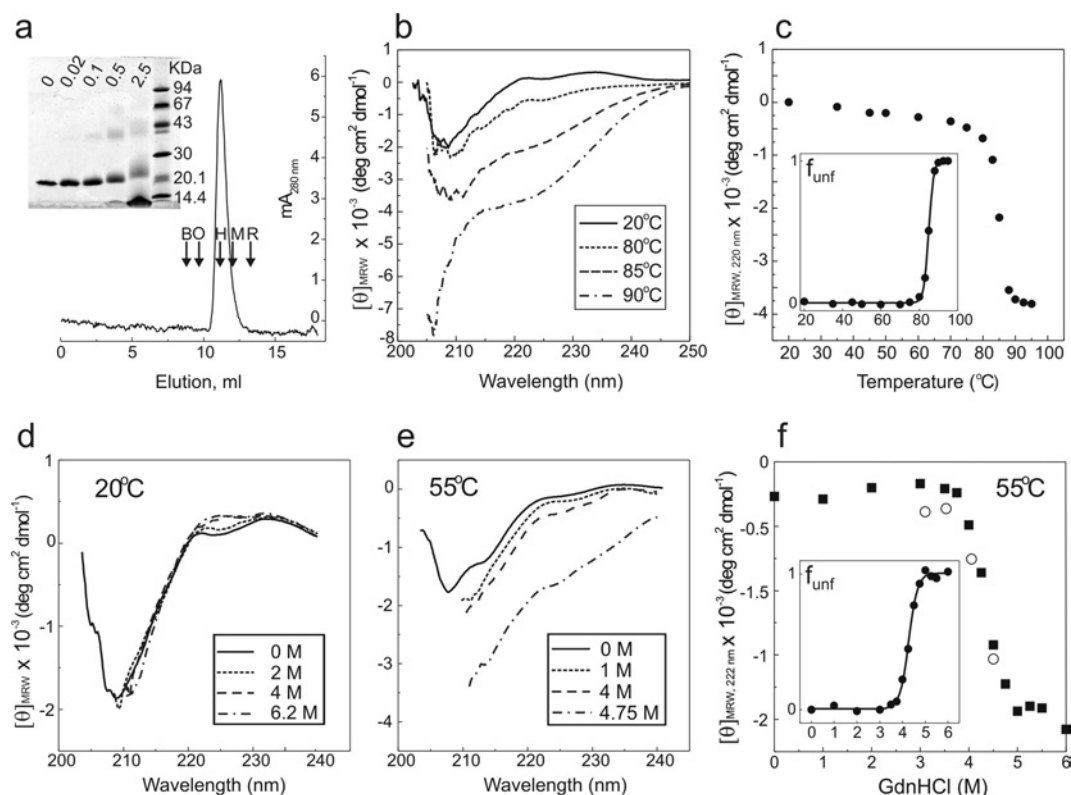 a
0 0.02 0.1 0.5 2.5 KDa
94
67
43
30
20.1
14.4
B O H M R
6
5
4
3
2
1
0
mA280 nm
0 5 10 15
Elution, ml
b
1
0
-1
-2
-3
-4
-5
-6
-7
-8
[θ]MRW x 10⁻³ (deg cm² dmol⁻¹)
20°C
80°C
85°C
90°C
200 210 220 230 240 250
Wavelength (nm)
c
1
0
-1
-2
-3
-4
[θ]MRW, 220 nm x 10⁻³ (deg cm² dmol⁻¹)
funf
1
0
20 40 60 80 100
20 30 40 50 60 70 80 90 100
Temperature (°C)
d
20°C
1
0
-1
-2
[θ]MRW x 10⁻³ (deg cm² dmol⁻¹)
0 M
2 M
4 M
6.2 M
200 210 220 230 240
Wavelength (nm)
e
55°C
1
0
-1
-2
-3
-4
0 M
1 M
4 M
4.75 M
200 210 220 230 240
Wavelength (nm)
f
55°C
0
-0.5
-1
-1.5
-1
-2
[θ]MRW, 222 nm x 10⁻³ (deg cm² dmol⁻¹)
funf
1
0
0 1 2 3 4 5 6
0 1 2 3 4 5 6
GdnHCl (M)